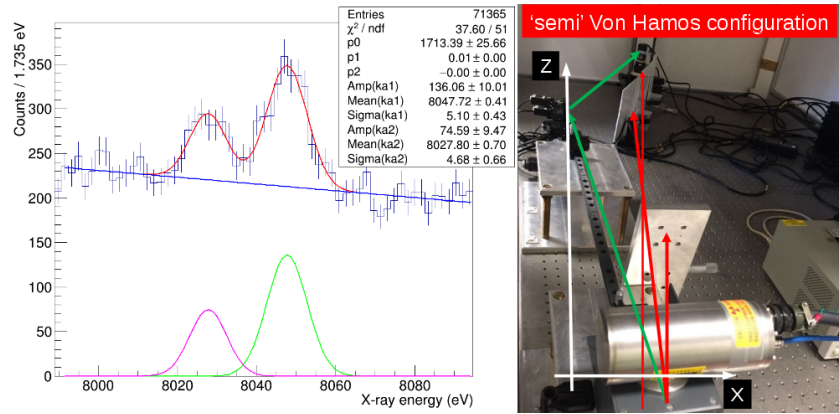 Entries 71365
χ² / ndf 37.60 / 51
p0 1713.39 ± 25.66
p1 0.01 ± 0.00
p2 −0.00 ± 0.00
Amp(ka1) 136.06 ± 10.01
Mean(ka1) 8047.72 ± 0.41
Sigma(ka1) 5.10 ± 0.43
Amp(ka2) 74.59 ± 9.47
Mean(ka2) 8027.80 ± 0.70
Sigma(ka2) 4.68 ± 0.66
Counts / 1.735 eV
350
300
250
200
150
100
50
0
8000 8020 8040 8060 8080
X-ray energy (eV)
'semi' Von Hamos configuration
Z
X